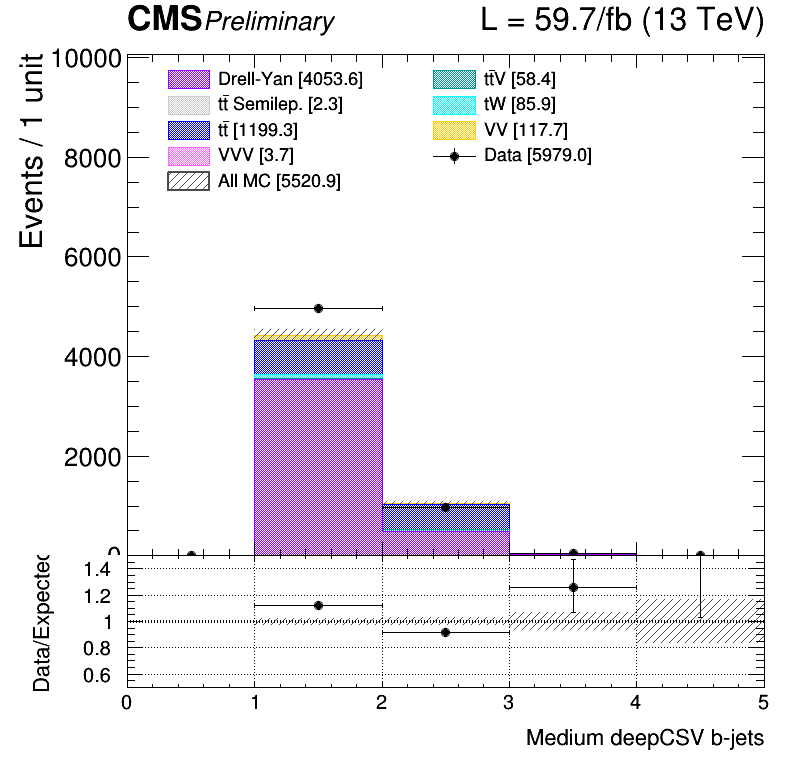 CMS Preliminary L = 59.7/fb (13 TeV)
Events / 1 unit
10000
8000
6000
4000
2000
0
Drell-Yan [4053.6]
tt̄ Semilep. [2.3]
tt̄ [1199.3]
VVV [3.7]
All MC [5520.9]
tt̄V [58.4]
tW [85.9]
VV [117.7]
Data [5979.0]
Data/Expected
1.4
1.2
1
0.8
0.6
0 1 2 3 4 5
Medium deepCSV b-jets